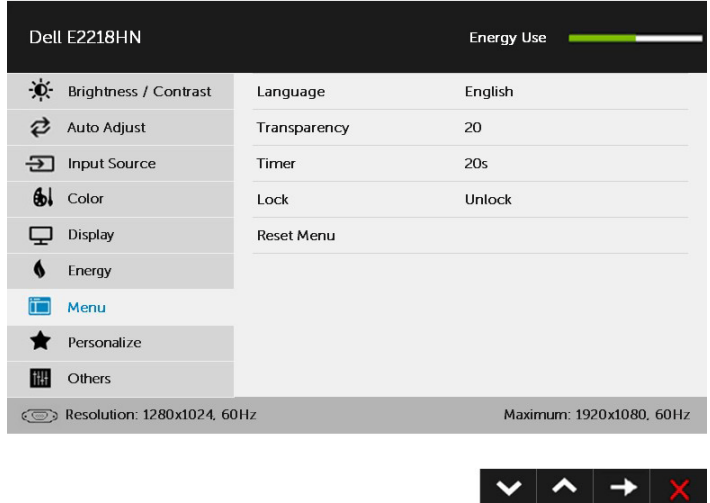 Dell E2218HN Energy Use
Brightness / Contrast Language English
Auto Adjust Transparency 20
Input Source Timer 20s
Color Lock Unlock
Display Reset Menu
Energy
Menu
Personalize
Others
Resolution: 1280x1024, 60Hz Maximum: 1920x1080, 60Hz